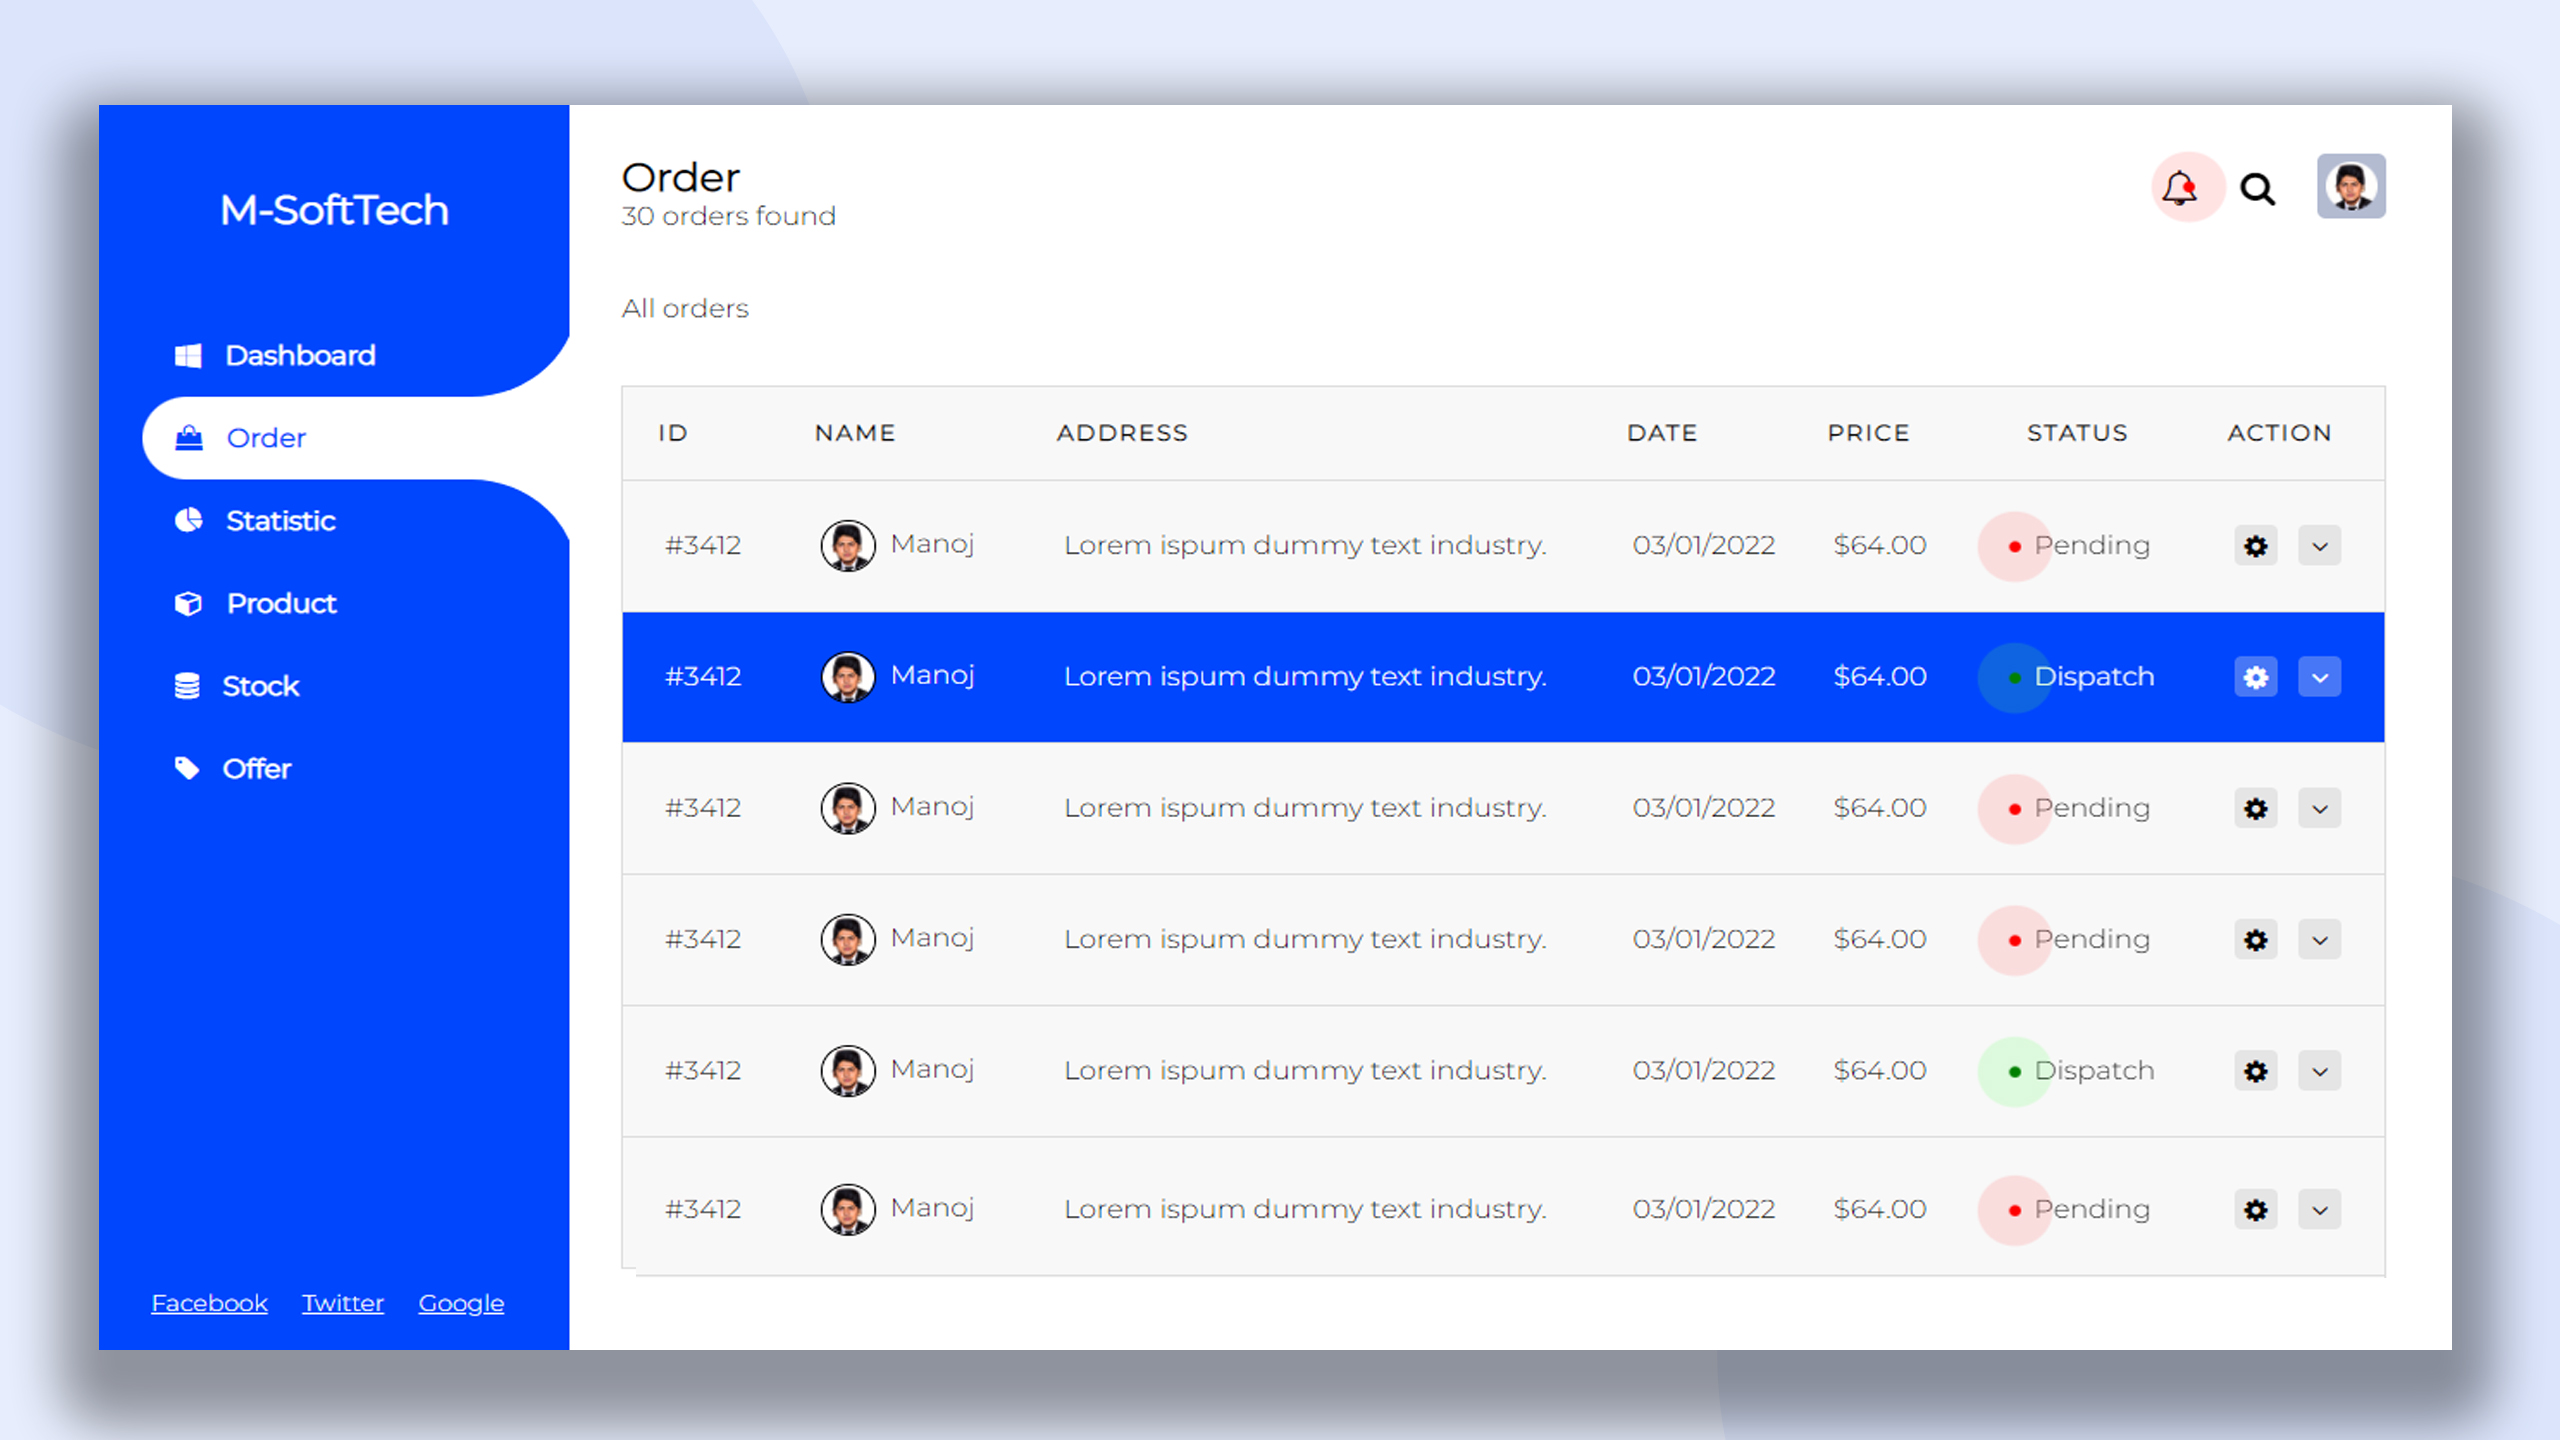 M-SoftTech
Dashboard
Order
Statistic
Product
Stock
Offer
Facebook Twitter Google
Order
30 orders found
All orders
ID NAME ADDRESS DATE PRICE STATUS ACTION
#3412 Manoj Lorem ispum dummy text industry. 03/01/2022 $64.00 Pending
#3412 Manoj Lorem ispum dummy text industry. 03/01/2022 $64.00 Dispatch
#3412 Manoj Lorem ispum dummy text industry. 03/01/2022 $64.00 Pending
#3412 Manoj Lorem ispum dummy text industry. 03/01/2022 $64.00 Pending
#3412 Manoj Lorem ispum dummy text industry. 03/01/2022 $64.00 Dispatch
#3412 Manoj Lorem ispum dummy text industry. 03/01/2022 $64.00 Pending